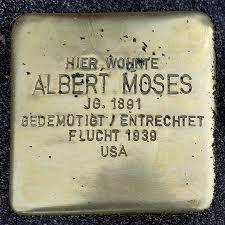 HIER WOHNTE
ALBERT MOSES
JG. 1891
GEDEMÜTIGT / ENTRECHTET
FLUCHT 1939
USA